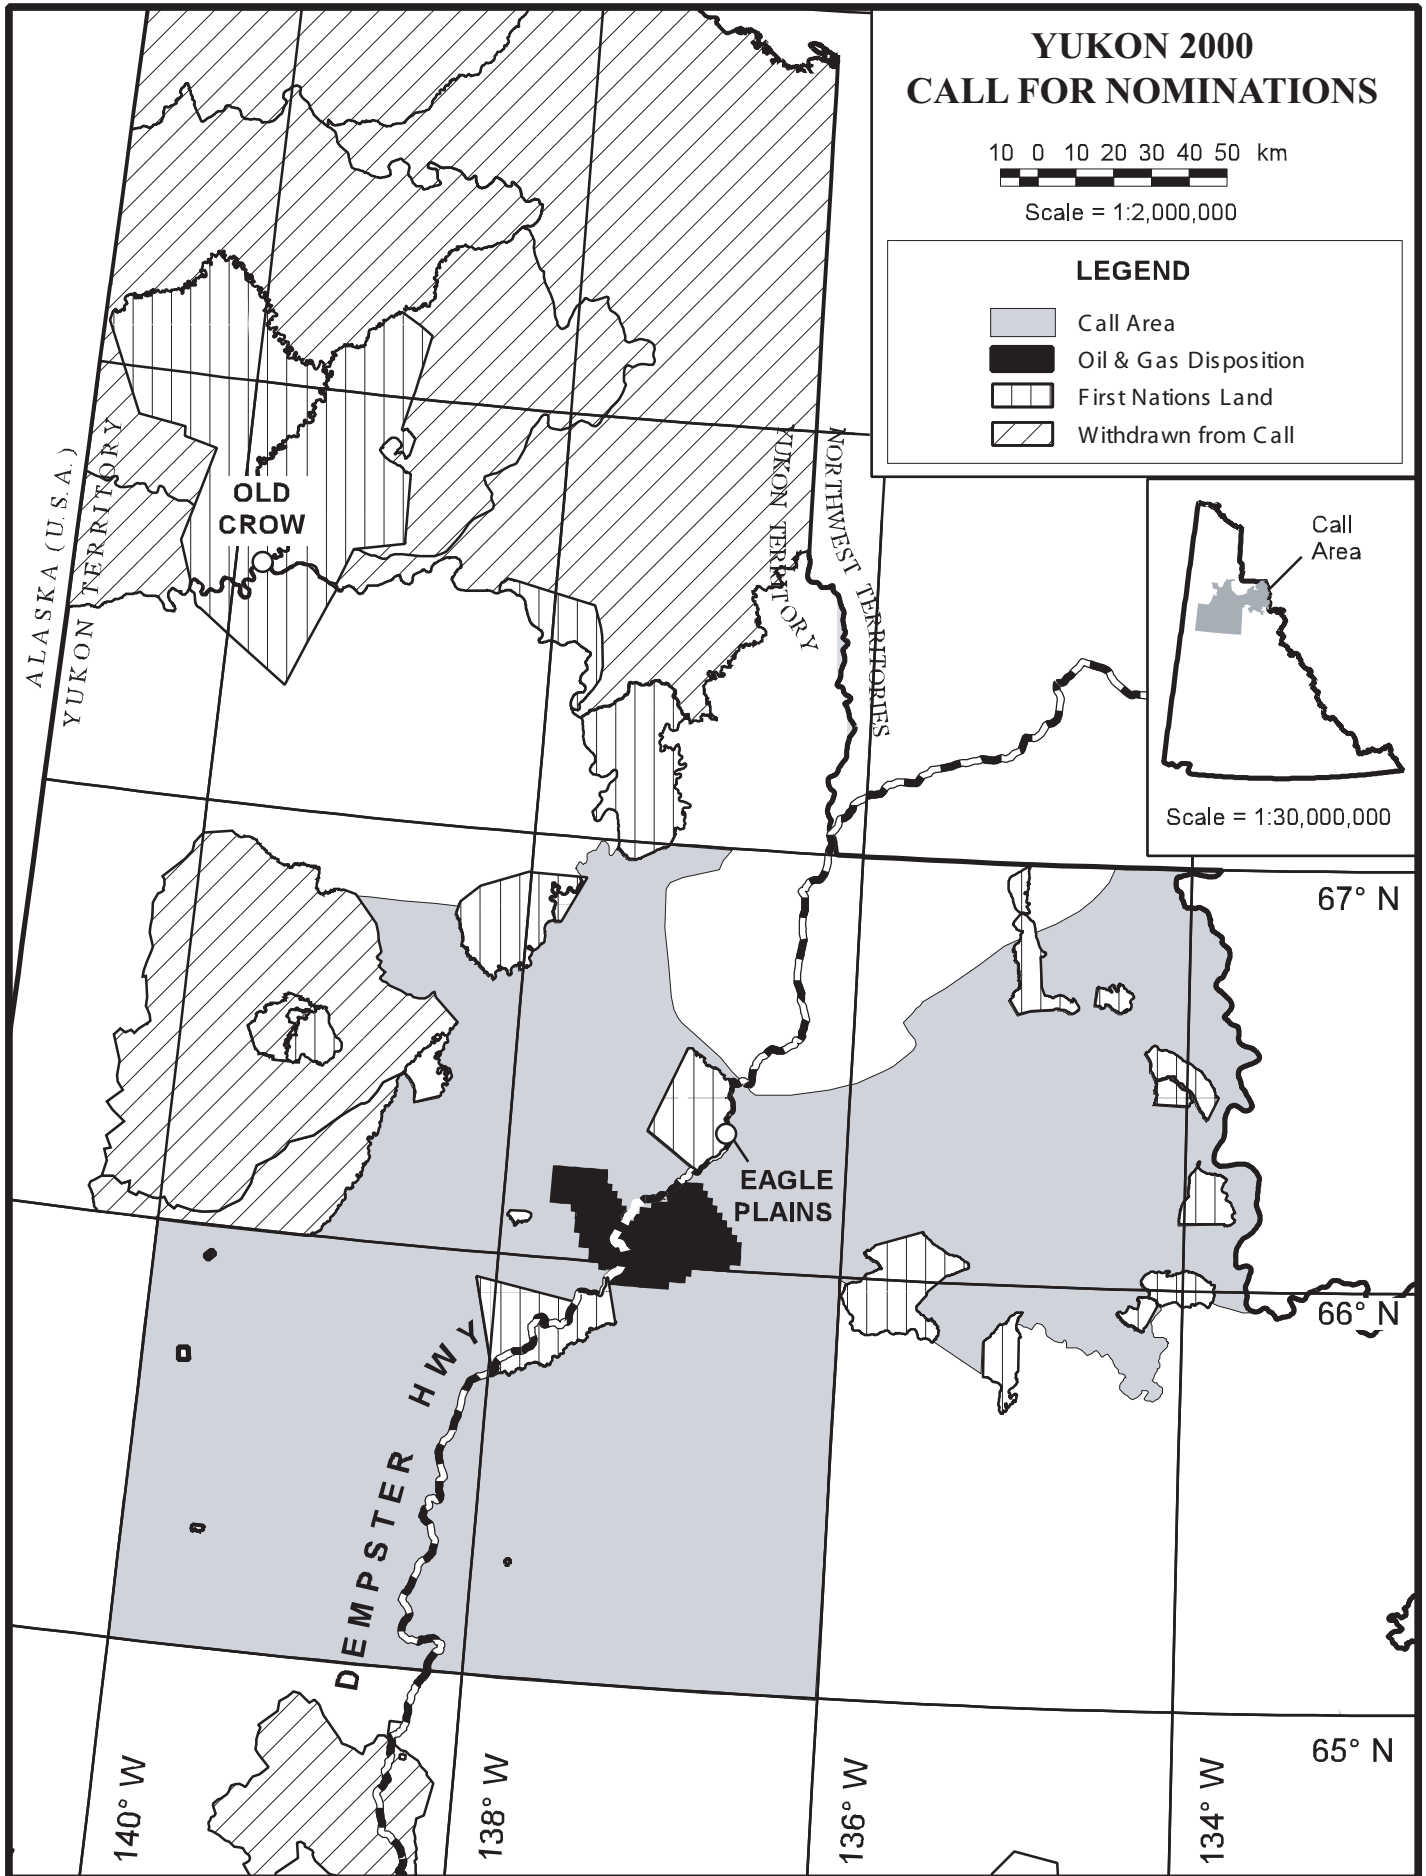 YUKON 2000
CALL FOR NOMINATIONS
10 0 10 20 30 40 50 km
Scale = 1:2,000,000
LEGEND
Call Area
Oil & Gas Disposition
First Nations Land
Withdrawn from Call
ALASKA (U.S.A.)
YUKON TERRITORY
OLD
CROW
YUKON TERRITORY
NORTHWEST TERRITORIES
Call
Area
Scale = 1:30,000,000
67° N
EAGLE
PLAINS
66° N
DEMPSTER HWY
65° N
140° W
138° W
136° W
134° W